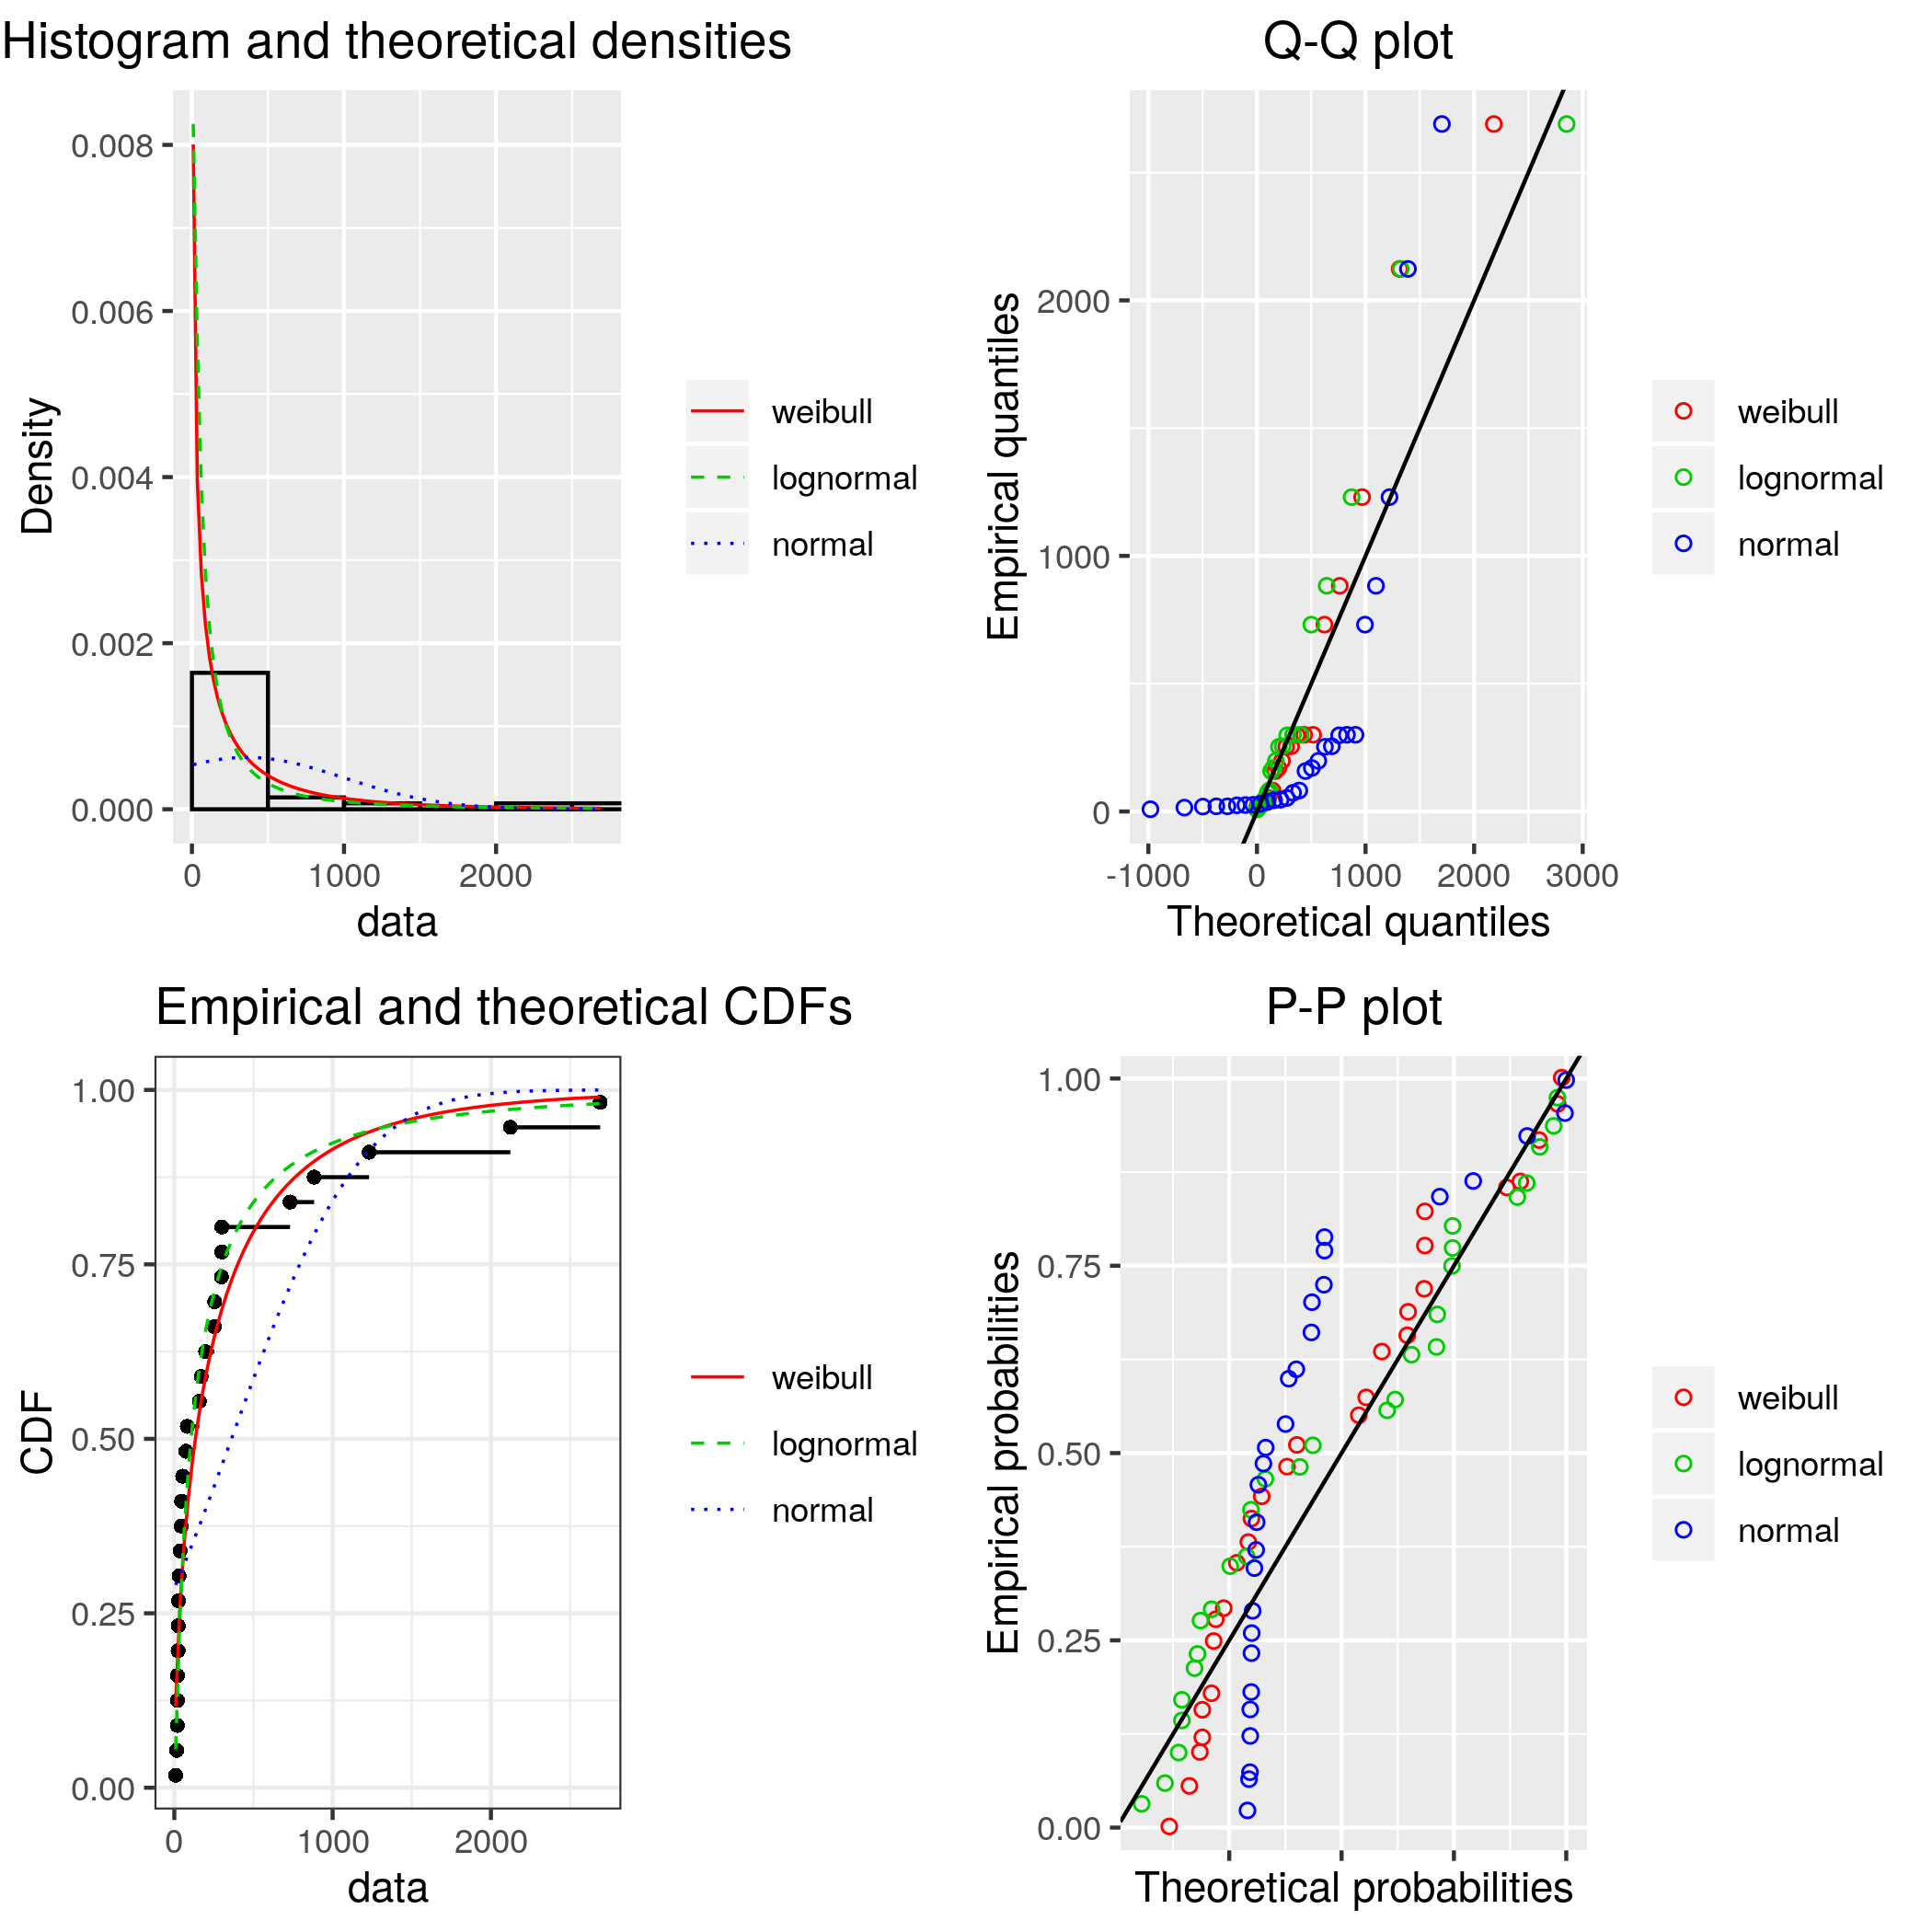 Histogram and theoretical densities
Density
0.008
0.006
0.004
0.002
0.000
0
1000
2000
data
weibull
lognormal
normal
Q-Q plot
Empirical quantiles
2000
1000
0
-1000
0
1000
2000
3000
Theoretical quantiles
weibull
lognormal
normal
Empirical and theoretical CDFs
CDF
1.00
0.75
0.50
0.25
0.00
0
1000
2000
data
weibull
lognormal
normal
P-P plot
Empirical probabilities
1.00
0.75
0.50
0.25
0.00
Theoretical probabilities
weibull
lognormal
normal